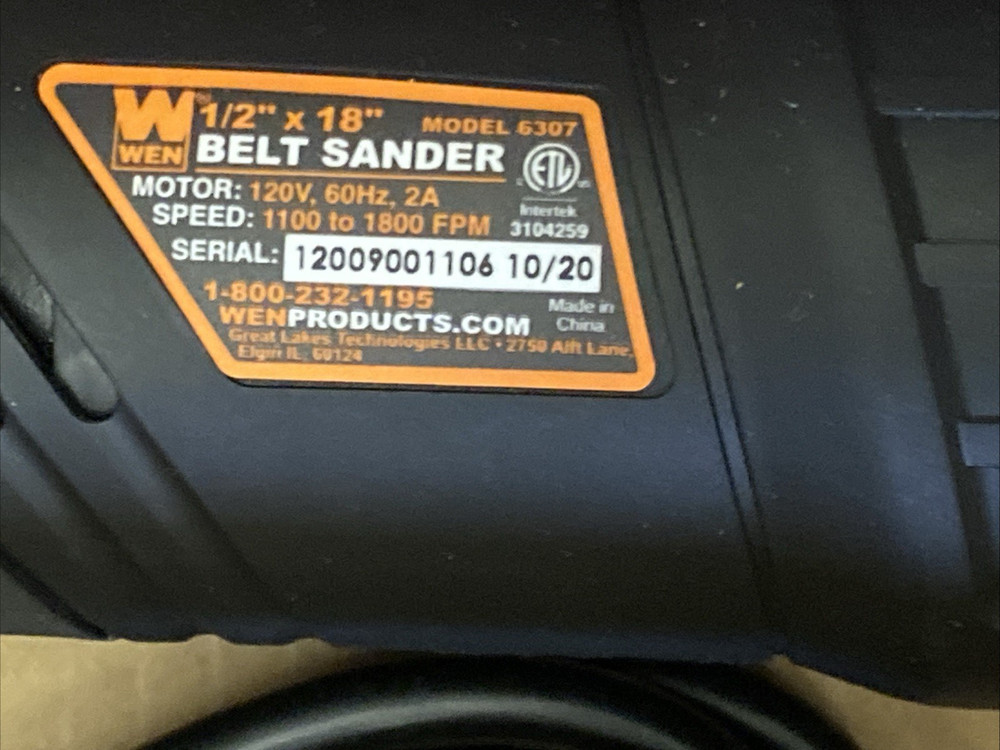 W® 1/2" x 18" MODEL 6307
WEN BELT SANDER
ETL
MOTOR: 120V, 60Hz, 2A
Intertek
SPEED: 1100 to 1800 FPM
3104259
SERIAL: 12009001106 10/20
1-800-232-1195
Made in
China
WENPRODUCTS.COM
Great Lakes Technologies LLC • 2750 Alft Lane,
Elgin IL, 60124